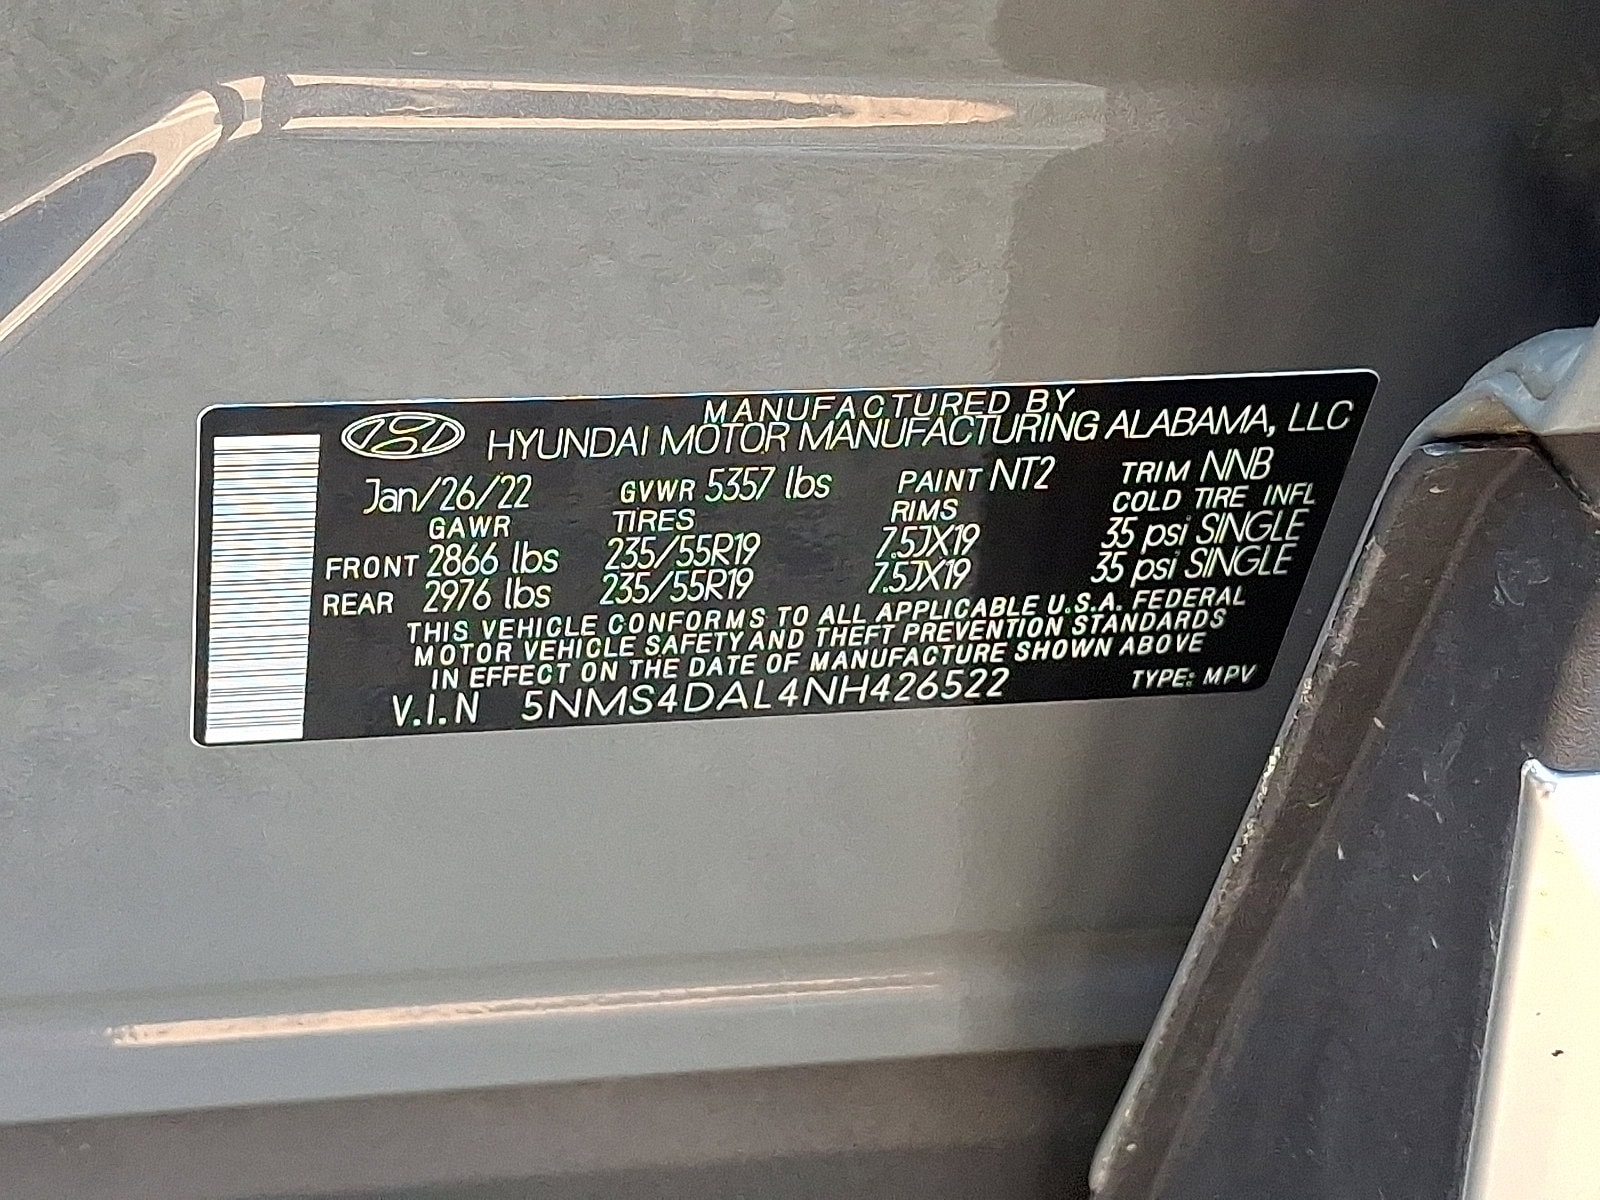 MANUFACTURED BY
HYUNDAI MOTOR MANUFACTURING ALABAMA, LLC
Jan/26/22 GVWR 5357 lbs PAINT NT2 TRIM NNB
GAWR TIRES RIMS COLD TIRE INFL
FRONT 2866 lbs 235/55R19 7.5JX19 35 psi SINGLE
REAR 2976 lbs 235/55R19 7.5JX19 35 psi SINGLE
THIS VEHICLE CONFORMS TO ALL APPLICABLE U.S.A. FEDERAL
MOTOR VEHICLE SAFETY AND THEFT PREVENTION STANDARDS
IN EFFECT ON THE DATE OF MANUFACTURE SHOWN ABOVE
V.I.N 5NMS4DAL4NH426522 TYPE: MPV